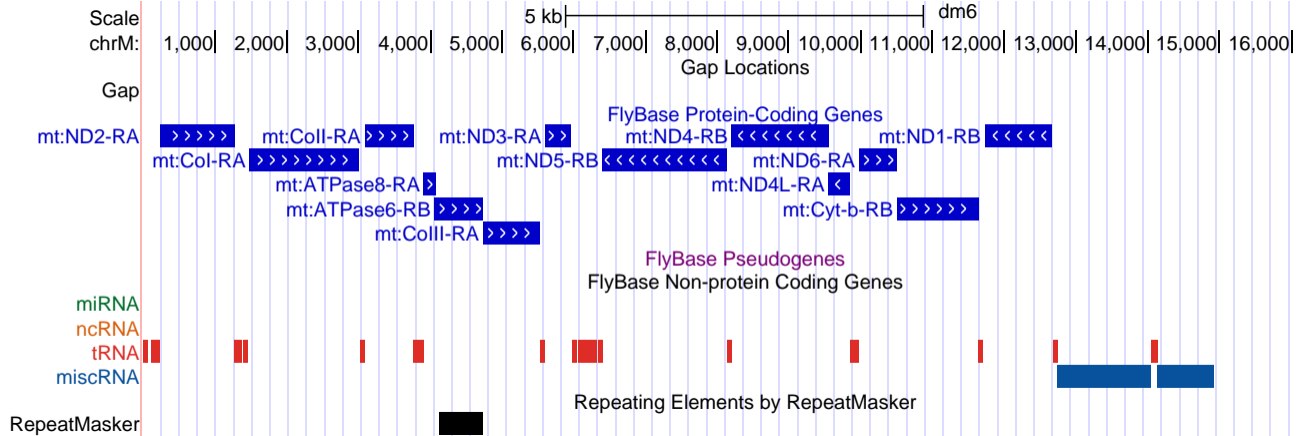 Scale 5 kb dm6
chrM: 1,000 2,000 3,000 4,000 5,000 6,000 7,000 8,000 9,000 10,000 11,000 12,000 13,000 14,000 15,000 16,000
Gap Locations
Gap
FlyBase Protein-Coding Genes
mt:ND2-RA mt:CoII-RA mt:ND3-RA mt:ND4-RB mt:ND1-RB
mt:CoI-RA mt:ND5-RB mt:ND6-RA
mt:ATPase8-RA mt:ND4L-RA
mt:ATPase6-RB mt:Cyt-b-RB
mt:CoIII-RA
FlyBase Pseudogenes
FlyBase Non-protein Coding Genes
miRNA
ncRNA
tRNA
miscRNA
Repeating Elements by RepeatMasker
RepeatMasker